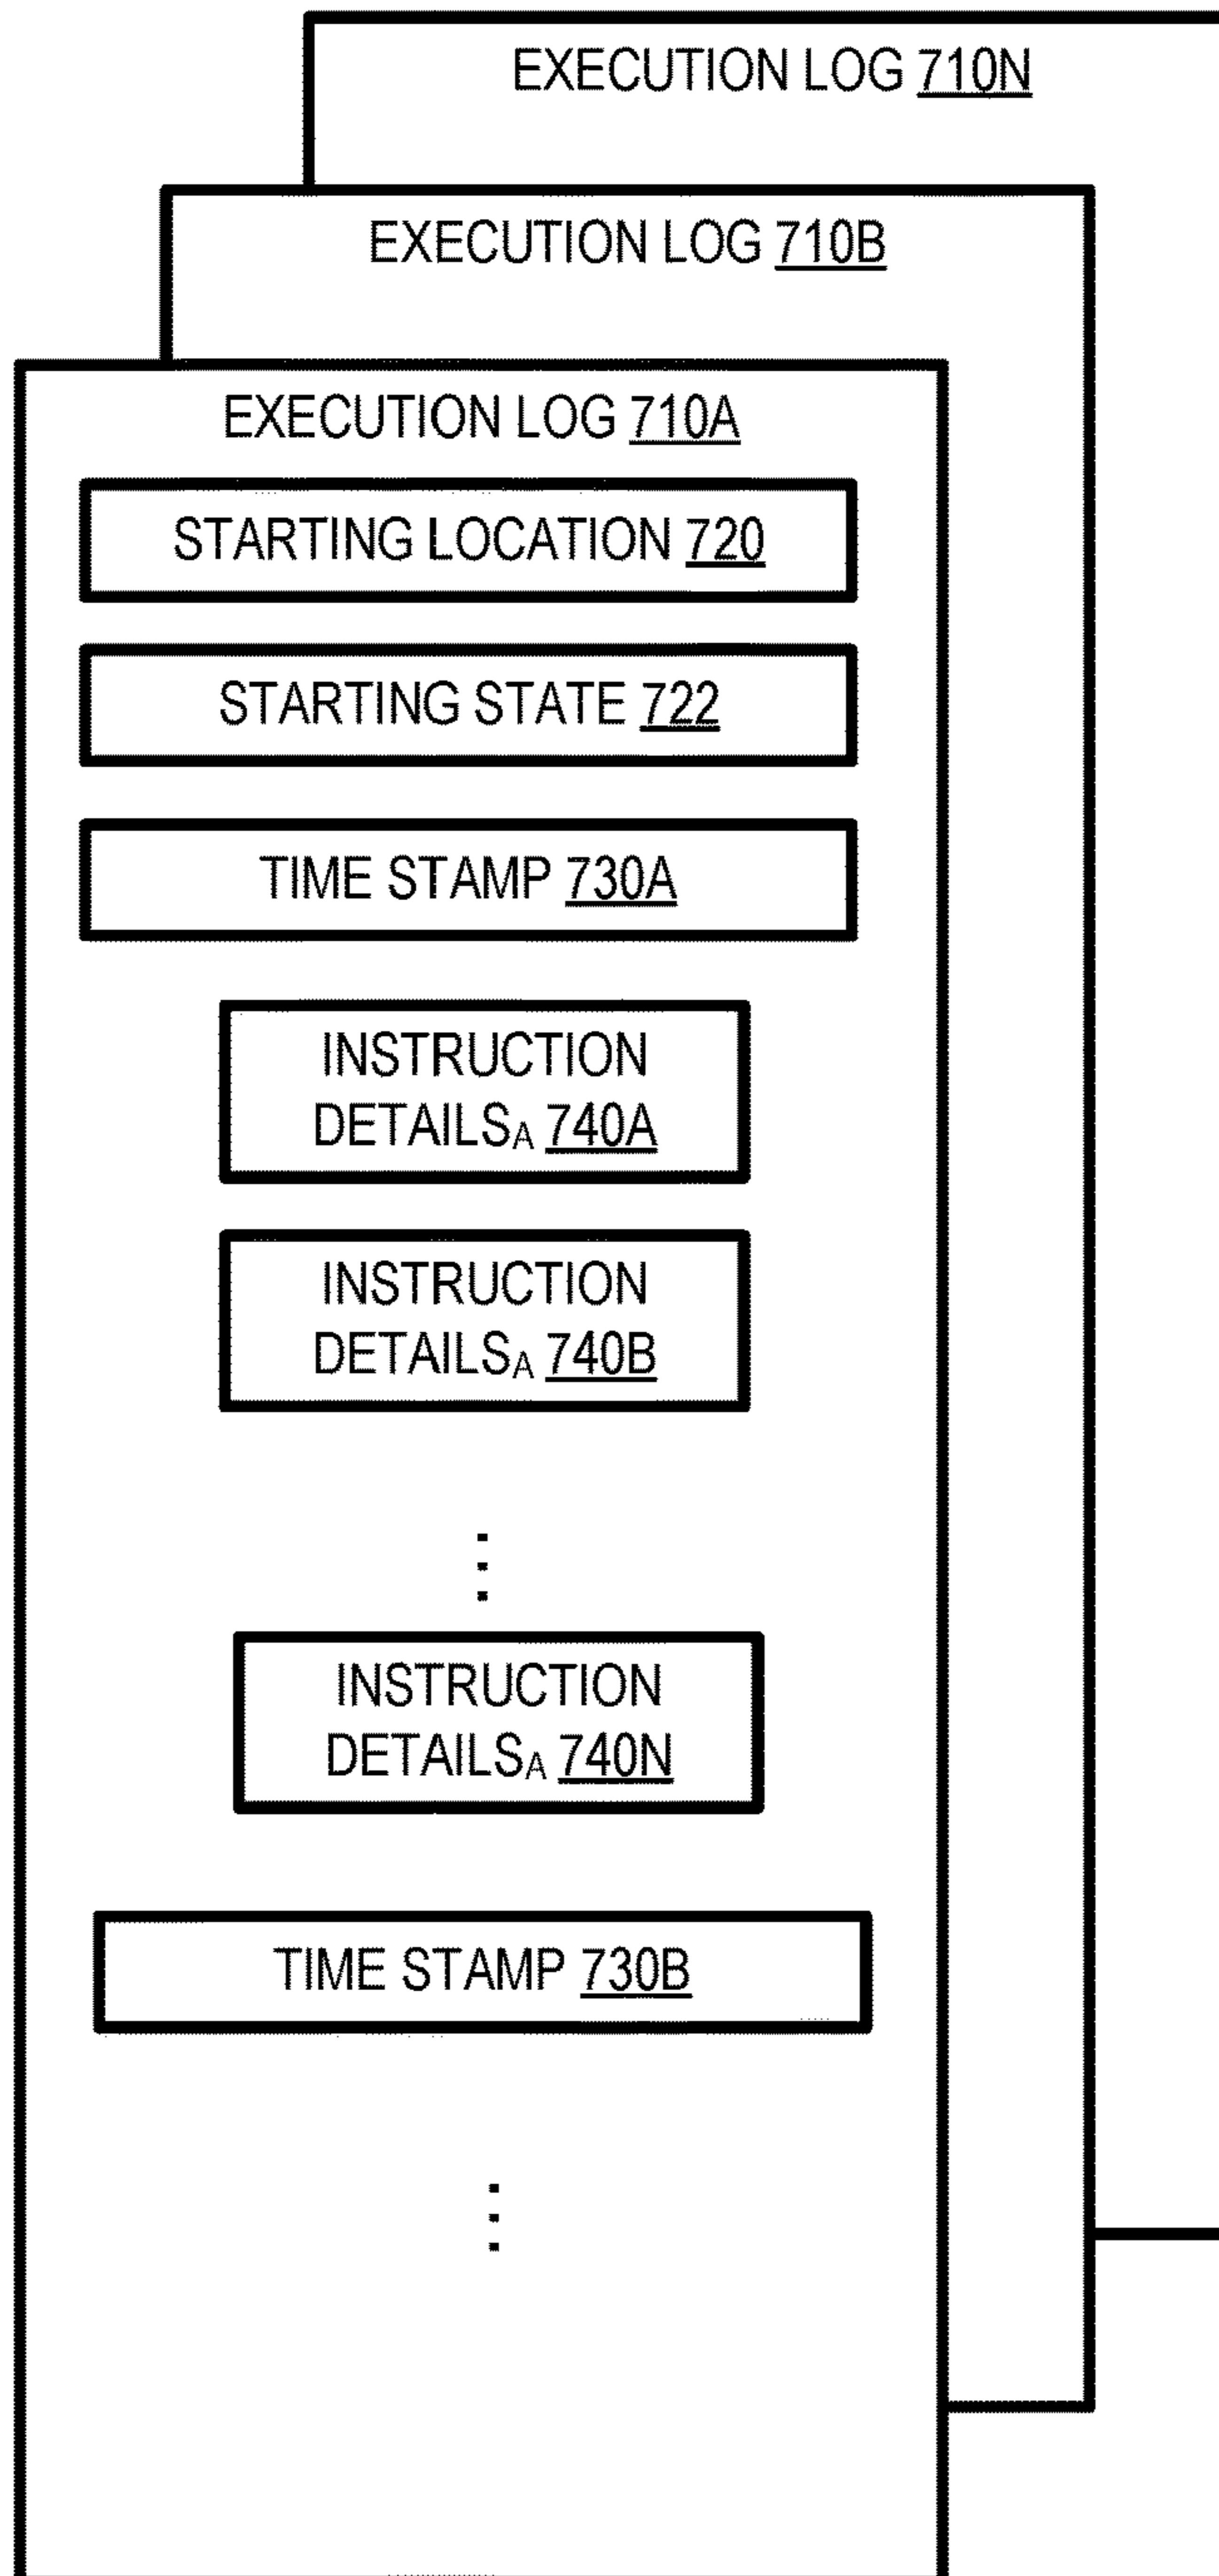 EXECUTION LOG 710N
EXECUTION LOG 710B
EXECUTION LOG 710A
STARTING LOCATION 720
STARTING STATE 722
TIME STAMP 730A
INSTRUCTION
DETAILSA 740A
INSTRUCTION
DETAILSA 740B
⋮
INSTRUCTION
DETAILSA 740N
TIME STAMP 730B
⋮